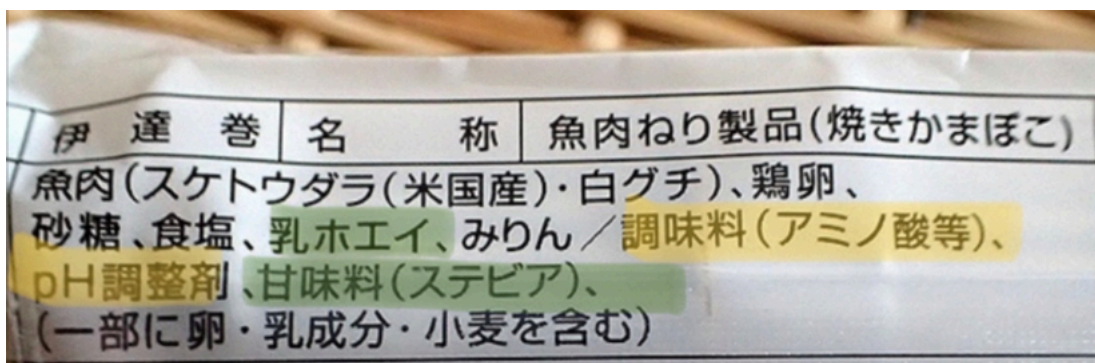 伊達巻 名称 魚肉ねり製品(焼きかまぼこ)
魚肉(スケトウダラ(米国産)・白グチ)、鶏卵、
砂糖、食塩、乳ホエイ、みりん/調味料(アミノ酸等)、
pH調整剤、甘味料(ステビア)、
(一部に卵・乳成分・小麦を含む)